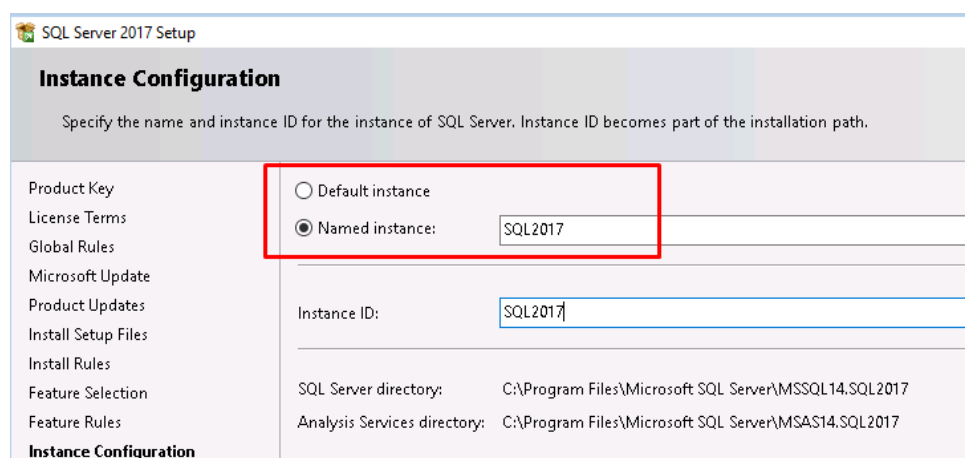 SQL Server 2017 Setup
Instance Configuration
Specify the name and instance ID for the instance of SQL Server. Instance ID becomes part of the installation path.
Product Key
License Terms
Global Rules
Microsoft Update
Product Updates
Install Setup Files
Install Rules
Feature Selection
Feature Rules
Instance Configuration
Default instance
Named instance: SQL2017
Instance ID: SQL2017
SQL Server directory: C:\Program Files\Microsoft SQL Server\MSSQL14.SQL2017
Analysis Services directory: C:\Program Files\Microsoft SQL Server\MSAS14.SQL2017